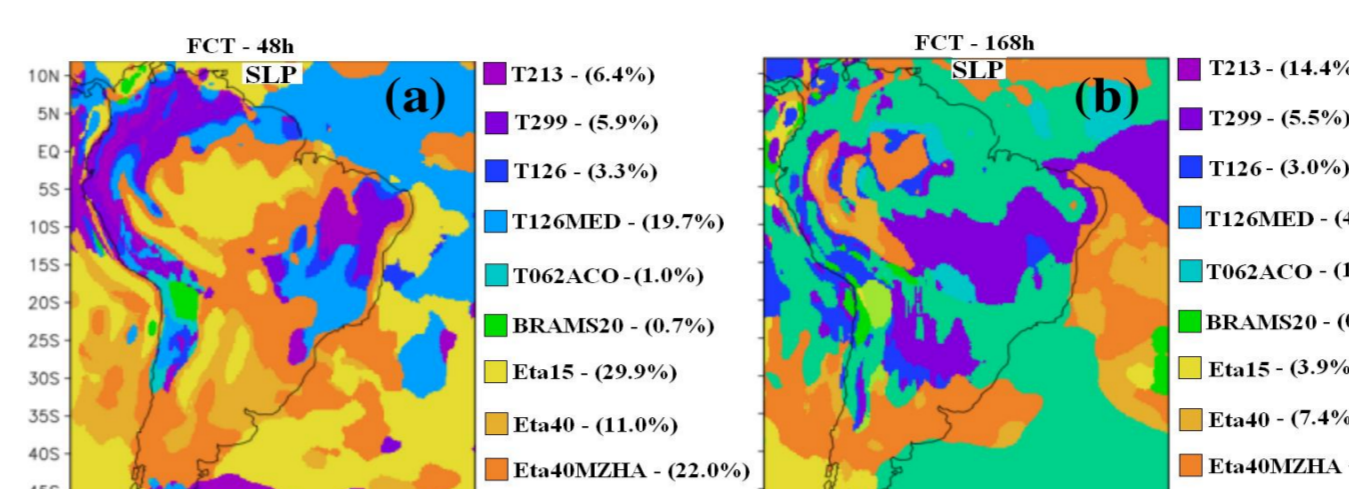 FCT - 48h
SLP
(a)
10N
5N
EQ
5S
10S
15S
20S
25S
30S
35S
40S
T213 - (6.4%)
T299 - (5.9%)
T126 - (3.3%)
T126MED - (19.7%)
T062ACO - (1.0%)
BRAMS20 - (0.7%)
Eta15 - (29.9%)
Eta40 - (11.0%)
Eta40MZHA - (22.0%)
FCT - 168h
SLP
(b)
T213 - (14.4%
T299 - (5.5%)
T126 - (3.0%)
T126MED - (4
T062ACO - (1
BRAMS20 - (
Eta15 - (3.9%
Eta40 - (7.4%
Eta40MZHA